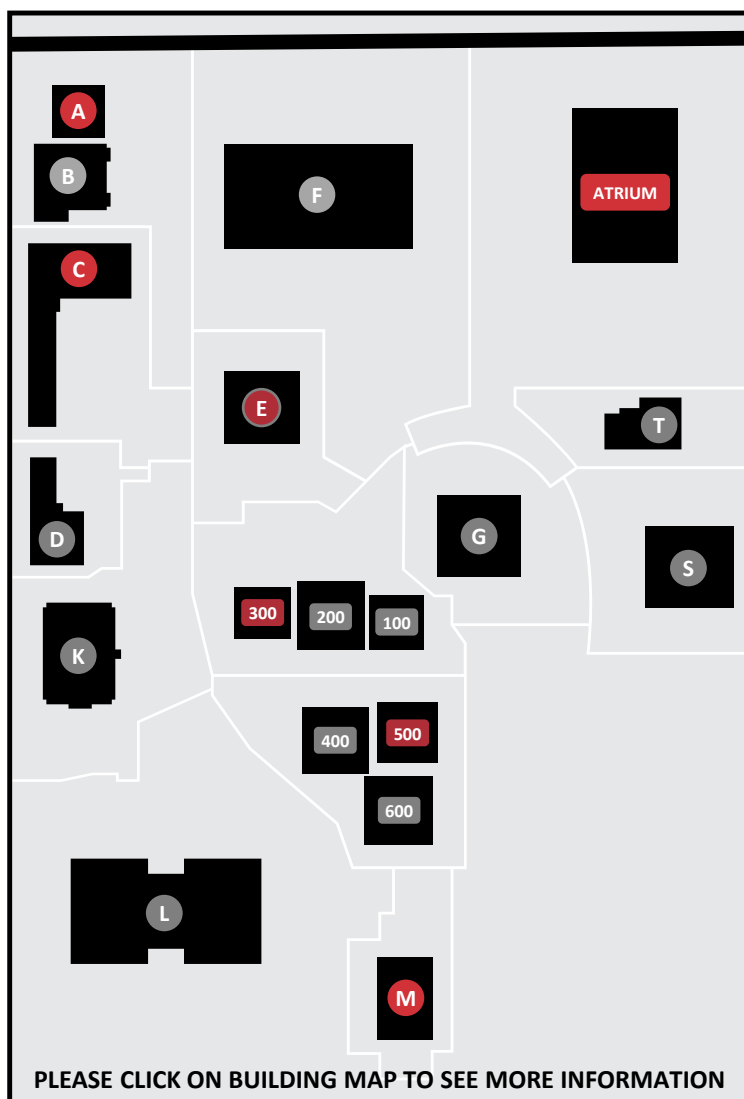 A
B
F
ATRIUM
C
E
T
G
D
S
300
200
100
K
400
500
600
L
M
PLEASE CLICK ON BUILDING MAP TO SEE MORE INFORMATION